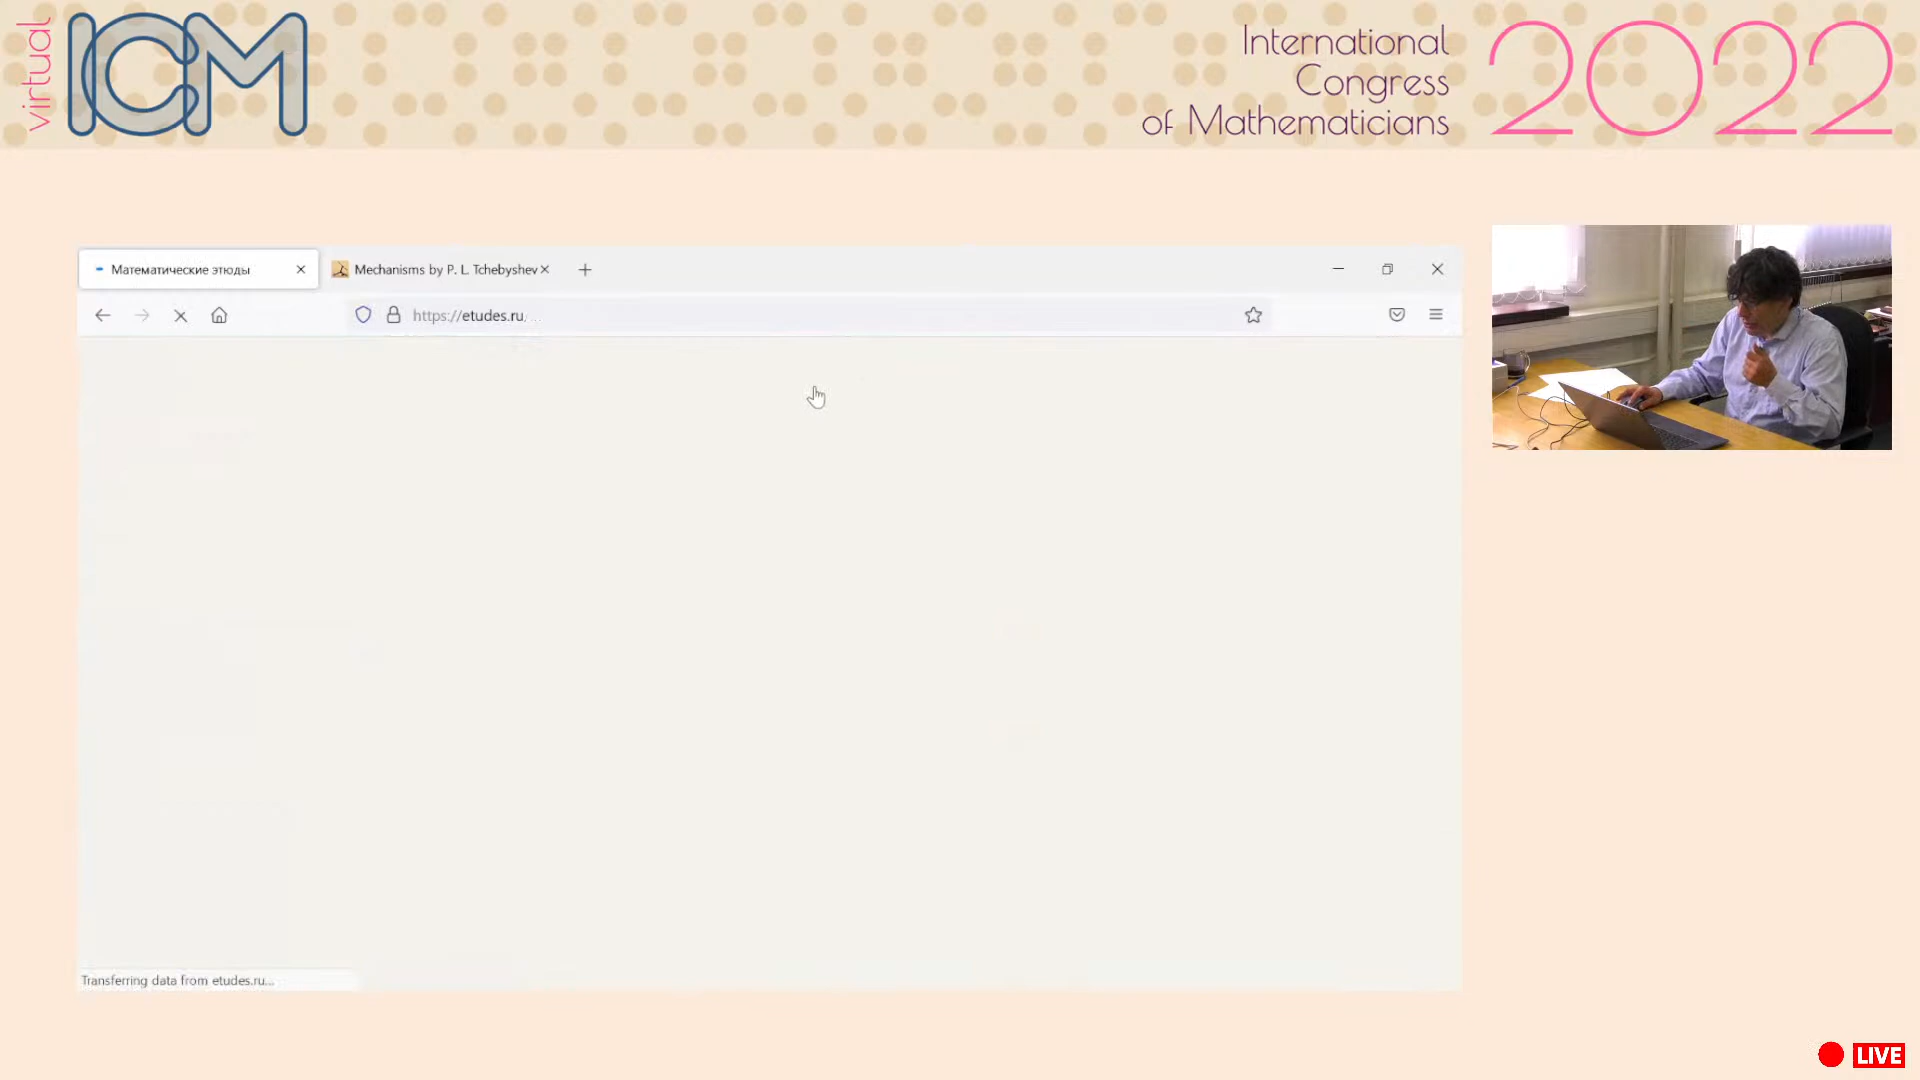 virtual
ICM
International
Congress
of Mathematicians
2022
Математические этюды
Mechanisms by P. L. Tchebyshev
https://etudes.ru/...
Transferring data from etudes.ru...
LIVE